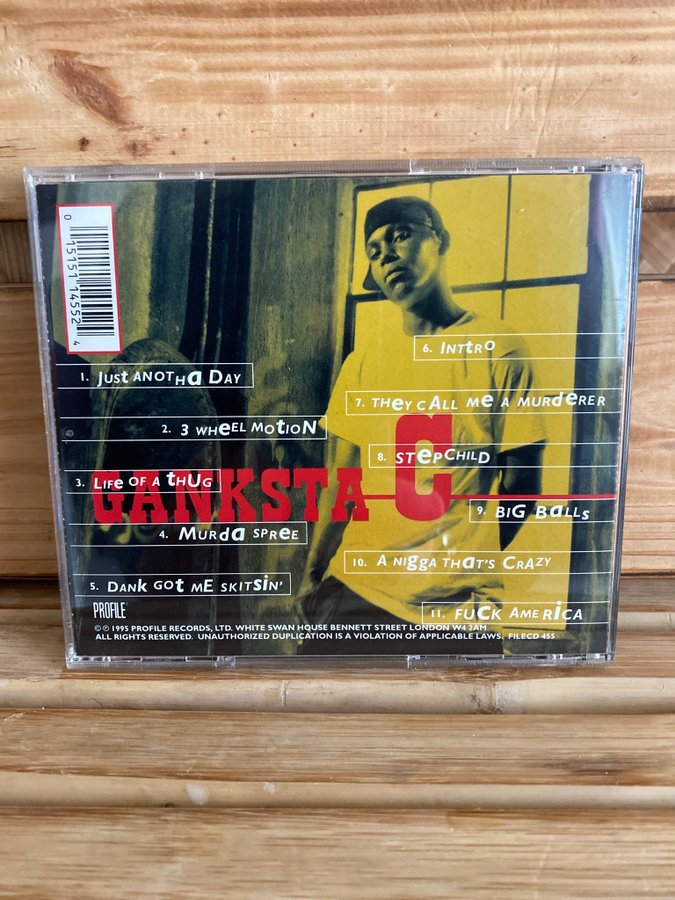 0 15151 14552 4
1. Just Anotha Day
2. 3 Wheel Motion
3. Life of a Thug
4. Murda Spree
5. Dank Got Me Skitsin'
6. Inttro
7. They Call Me a Murderer
8. Stepchild
9. Big Balls
10. A Nigga That's Crazy
11. Fuck America
GANKSTA C
PROFILE
© ℗ 1995 PROFILE RECORDS, LTD. WHITE SWAN HOUSE BENNETT STREET LONDON W4 2AM
ALL RIGHTS RESERVED. UNAUTHORIZED DUPLICATION IS A VIOLATION OF APPLICABLE LAWS. FILECD 455